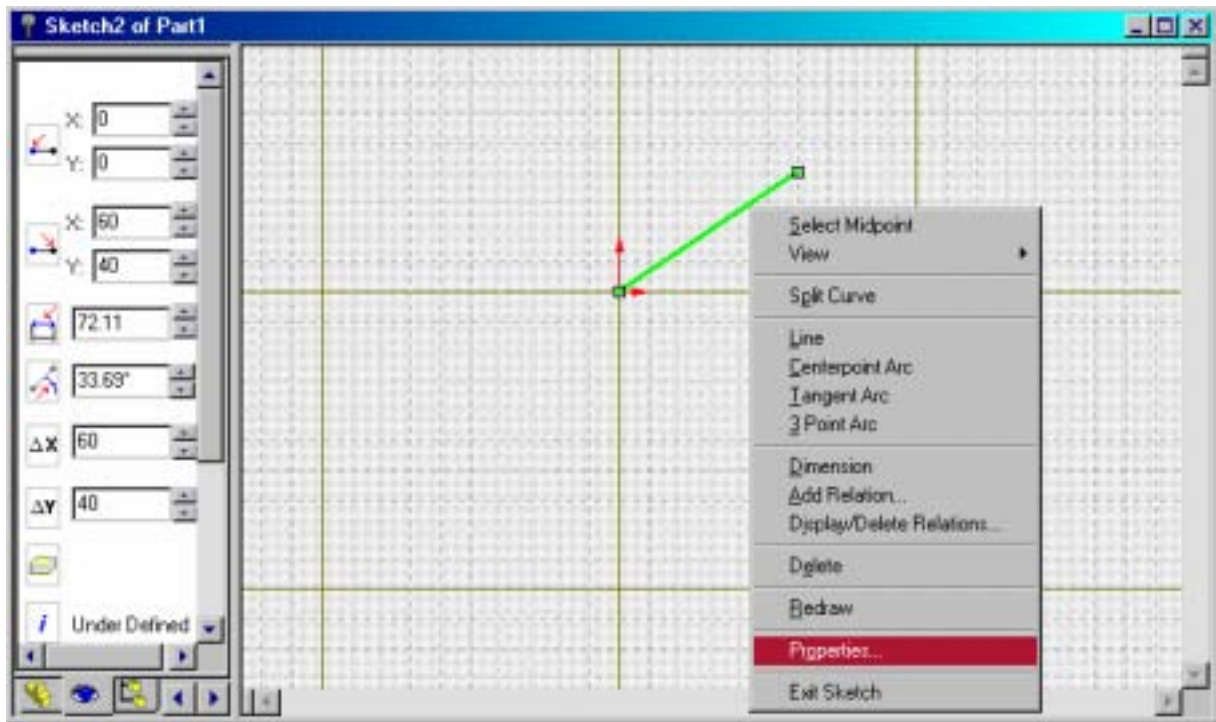 Sketch2 of Part1
X: 0
Y: 0
X: 60
Y: 40
72.11
33.69°
ΔX 60
ΔY 40
i Under Defined
Select Midpoint
View
Split Curve
Line
Centerpoint Arc
Tangent Arc
3 Point Arc
Dimension
Add Relation...
Display/Delete Relations...
Delete
Redraw
Properties...
Exit Sketch